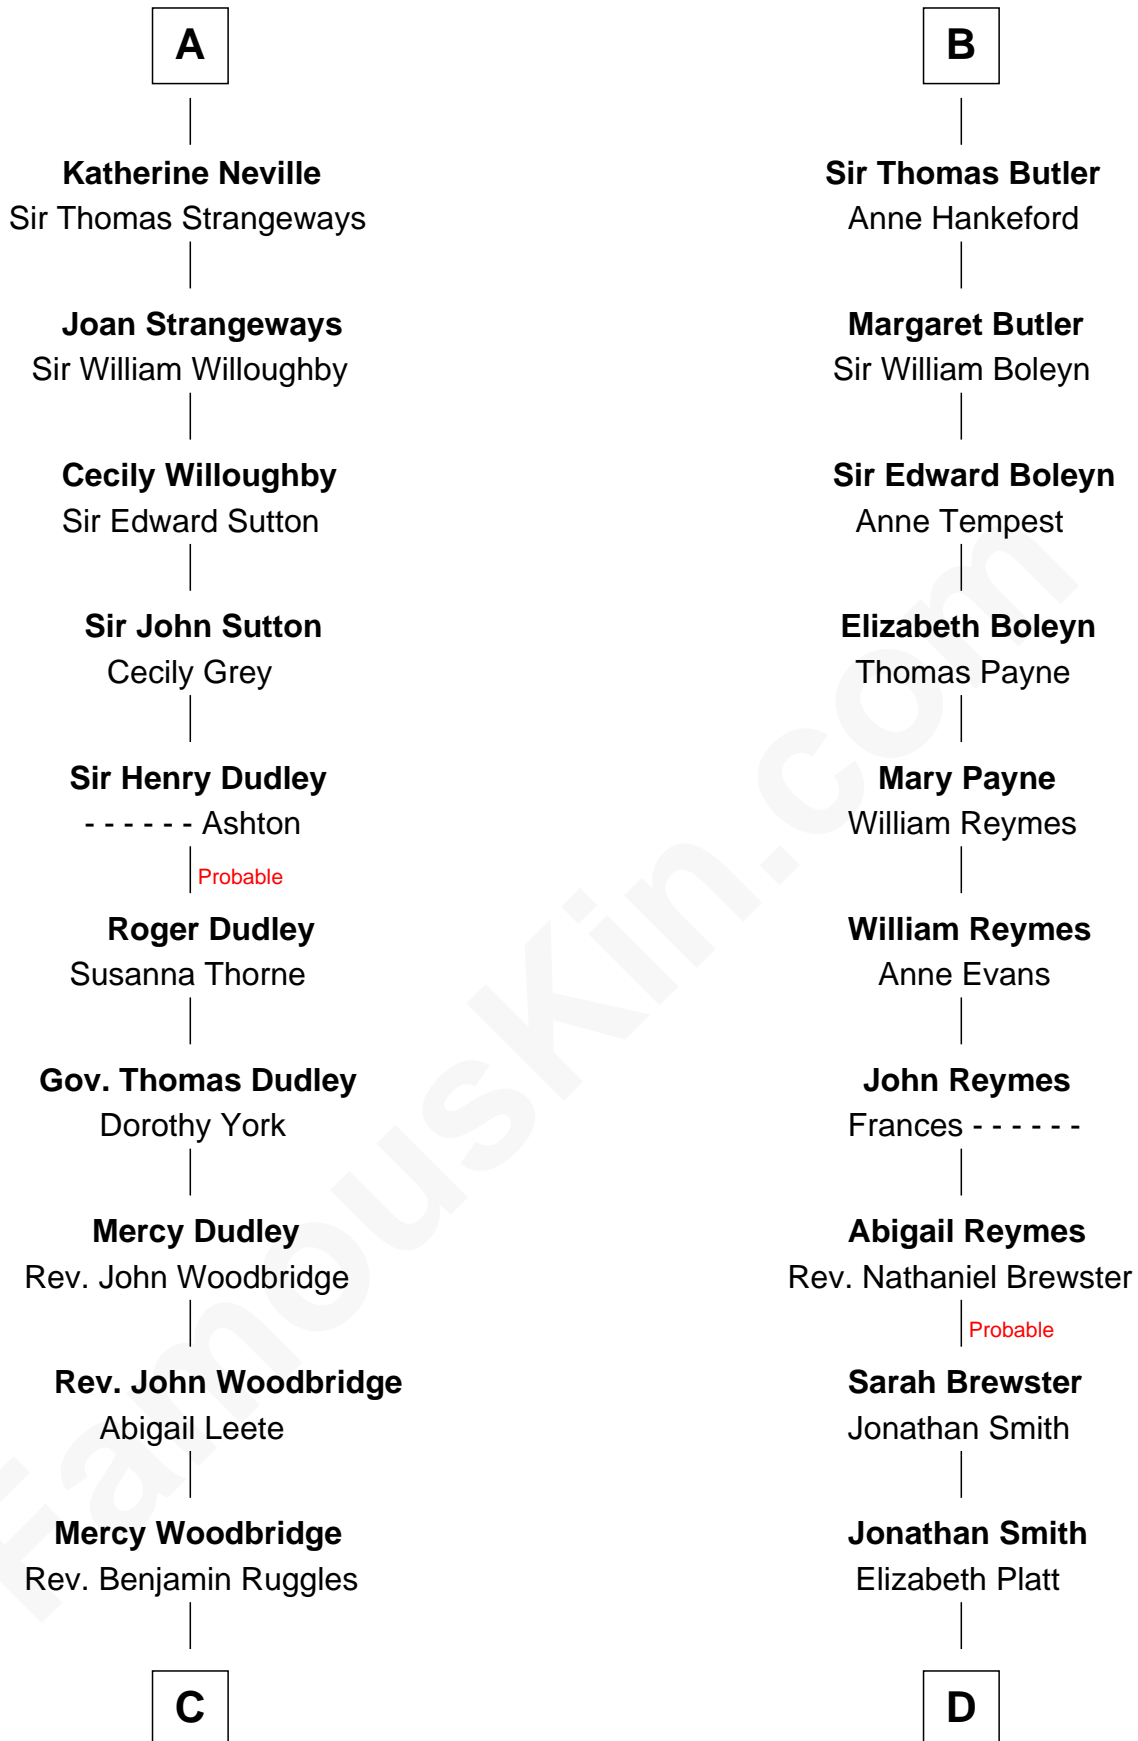 A
Katherine Neville
Sir Thomas Strangeways
Joan Strangeways
Sir William Willoughby
Cecily Willoughby
Sir Edward Sutton
Sir John Sutton
Cecily Grey
Sir Henry Dudley
- - - - - - Ashton
Probable
Roger Dudley
Susanna Thorne
Gov. Thomas Dudley
Dorothy York
Mercy Dudley
Rev. John Woodbridge
Rev. John Woodbridge
Abigail Leete
Mercy Woodbridge
Rev. Benjamin Ruggles
C
B
Sir Thomas Butler
Anne Hankeford
Margaret Butler
Sir William Boleyn
Sir Edward Boleyn
Anne Tempest
Elizabeth Boleyn
Thomas Payne
Mary Payne
William Reymes
William Reymes
Anne Evans
John Reymes
Frances - - - - - -
Abigail Reymes
Rev. Nathaniel Brewster
Probable
Sarah Brewster
Jonathan Smith
Jonathan Smith
Elizabeth Platt
D
FamousKin.com